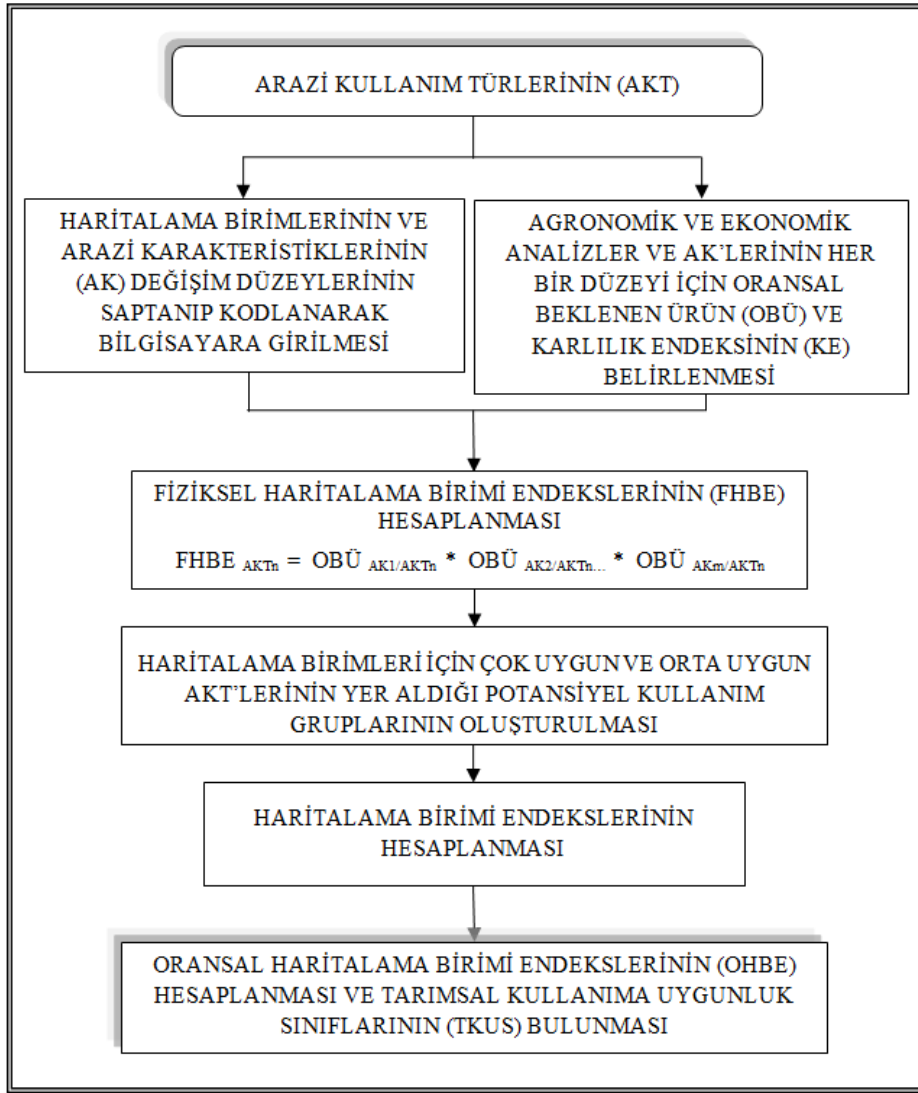 ARAZİ KULLANIM TÜRLERİNİN (AKT)
HARİTALAMA BİRİMLERİNİN VE
ARAZİ KARAKTERİSTİKLERİNİN
(AK) DEĞİŞİM DÜZEYLERİNİN
SAPTANIP KODLANARAK
BİLGİSAYARA GİRİLMESİ
AGRONOMİK VE EKONOMİK
ANALİZLER VE AK’LERİNİN HER
BİR DÜZEYİ İÇİN ORANSAL
BEKLENEN ÜRÜN (OBÜ) VE
KARLILIK ENDEKSİNİN (KE)
BELİRLENMESİ
FİZİKSEL HARİTALAMA BİRİMİ ENDEKSLERİNİN (FHBE)
HESAPLANMASI
FHBE AKTn = OBÜ AK1/AKTn * OBÜ AK2/AKTn... * OBÜ AKm/AKTn
HARİTALAMA BİRİMLERİ İÇİN ÇOK UYGUN VE ORTA UYGUN
AKT’LERİNİN YER ALDIĞI POTANSİYEL KULLANIM
GRUPLARININ OLUŞTURULMASI
HARİTALAMA BİRİMİ ENDEKSLERİNİN
HESAPLANMASI
ORANSAL HARİTALAMA BİRİMİ ENDEKSLERİNİN (OHBE)
HESAPLANMASI VE TARIMSAL KULLANIMA UYGUNLUK
SINIFLARININ (TKUS) BULUNMASI